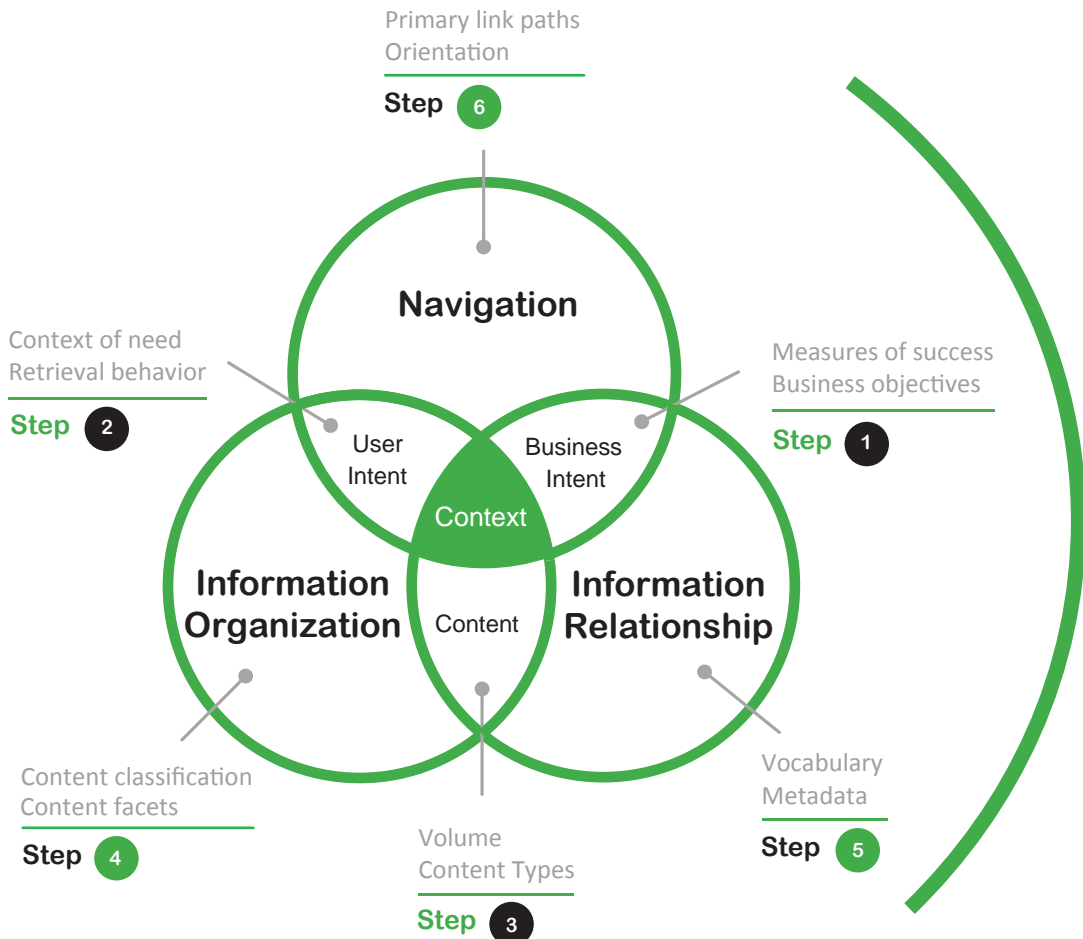 Primary link paths
Orientation
Step 6
Navigation
Context of need
Retrieval behavior
Step 2
Measures of success
Business objectives
Step 1
User
Intent
Business
Intent
Context
Information
Organization
Content
Information
Relationship
Content classification
Content facets
Step 4
Volume
Content Types
Step 3
Vocabulary
Metadata
Step 5